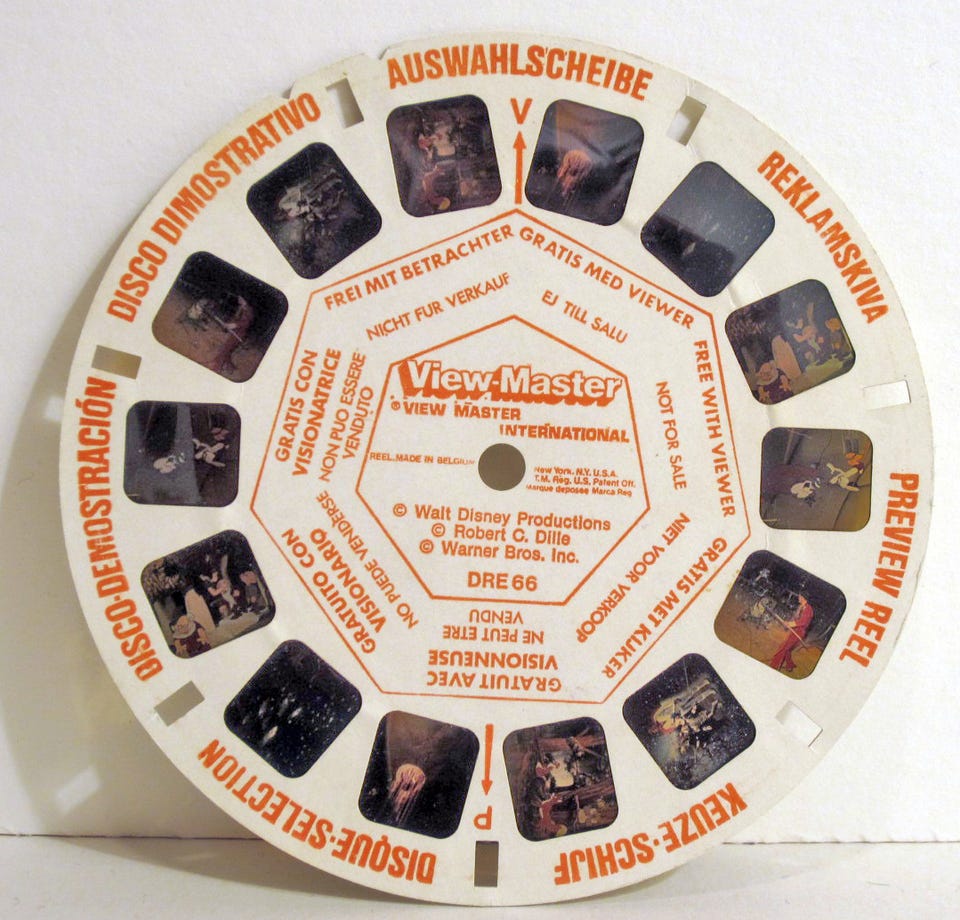 AUSWAHLSCHEIBE
REKLAMSKIVA
PREVIEW REEL
KEUZE-SCHIJF
DISQUE-SELECTION
DISCO-DEMOSTRACIÓN
DISCO DIMOSTRATIVO
V
FREI MIT BETRACHTER
NICHT FUR VERKAUF
GRATIS MED VIEWER
EJ TILL SALU
FREE WITH VIEWER
NOT FOR SALE
GRATIS MET KIJKER
NIET VOOR VERKOOP
GRATUIT AVEC
VISIONNEUSE
NE PEUT ETRE
VENDU
GRATUITO CON
VISIONARIO
NO PUEDE VENDERSE
GRATIS CON
VISIONATRICE
NON PUO ESSERE
VENDUTO
View-Master
® VIEW MASTER
INTERNATIONAL
REEL.MADE IN BELGIUM
New York. N.Y. U.S.A.
T.M. Reg. U.S. Patent Off.
Marque deposee Marca Reg
© Walt Disney Productions
© Robert C. Dille
© Warner Bros. Inc.
DRE 66
P